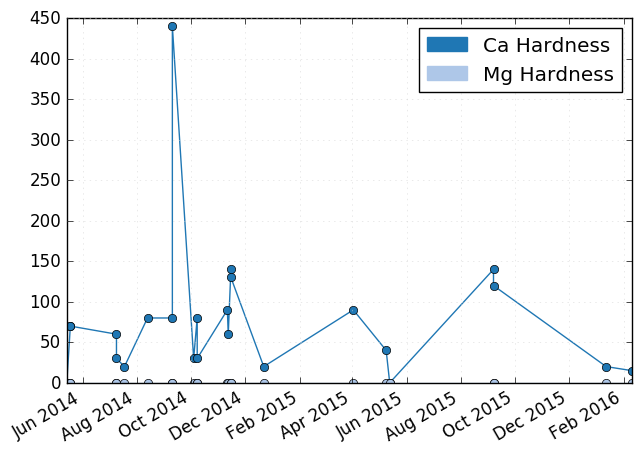 450
400
350
300
250
200
150
100
50
0
Ca Hardness
Mg Hardness
Jun 2014
Aug 2014
Oct 2014
Dec 2014
Feb 2015
Apr 2015
Jun 2015
Aug 2015
Oct 2015
Dec 2015
Feb 2016